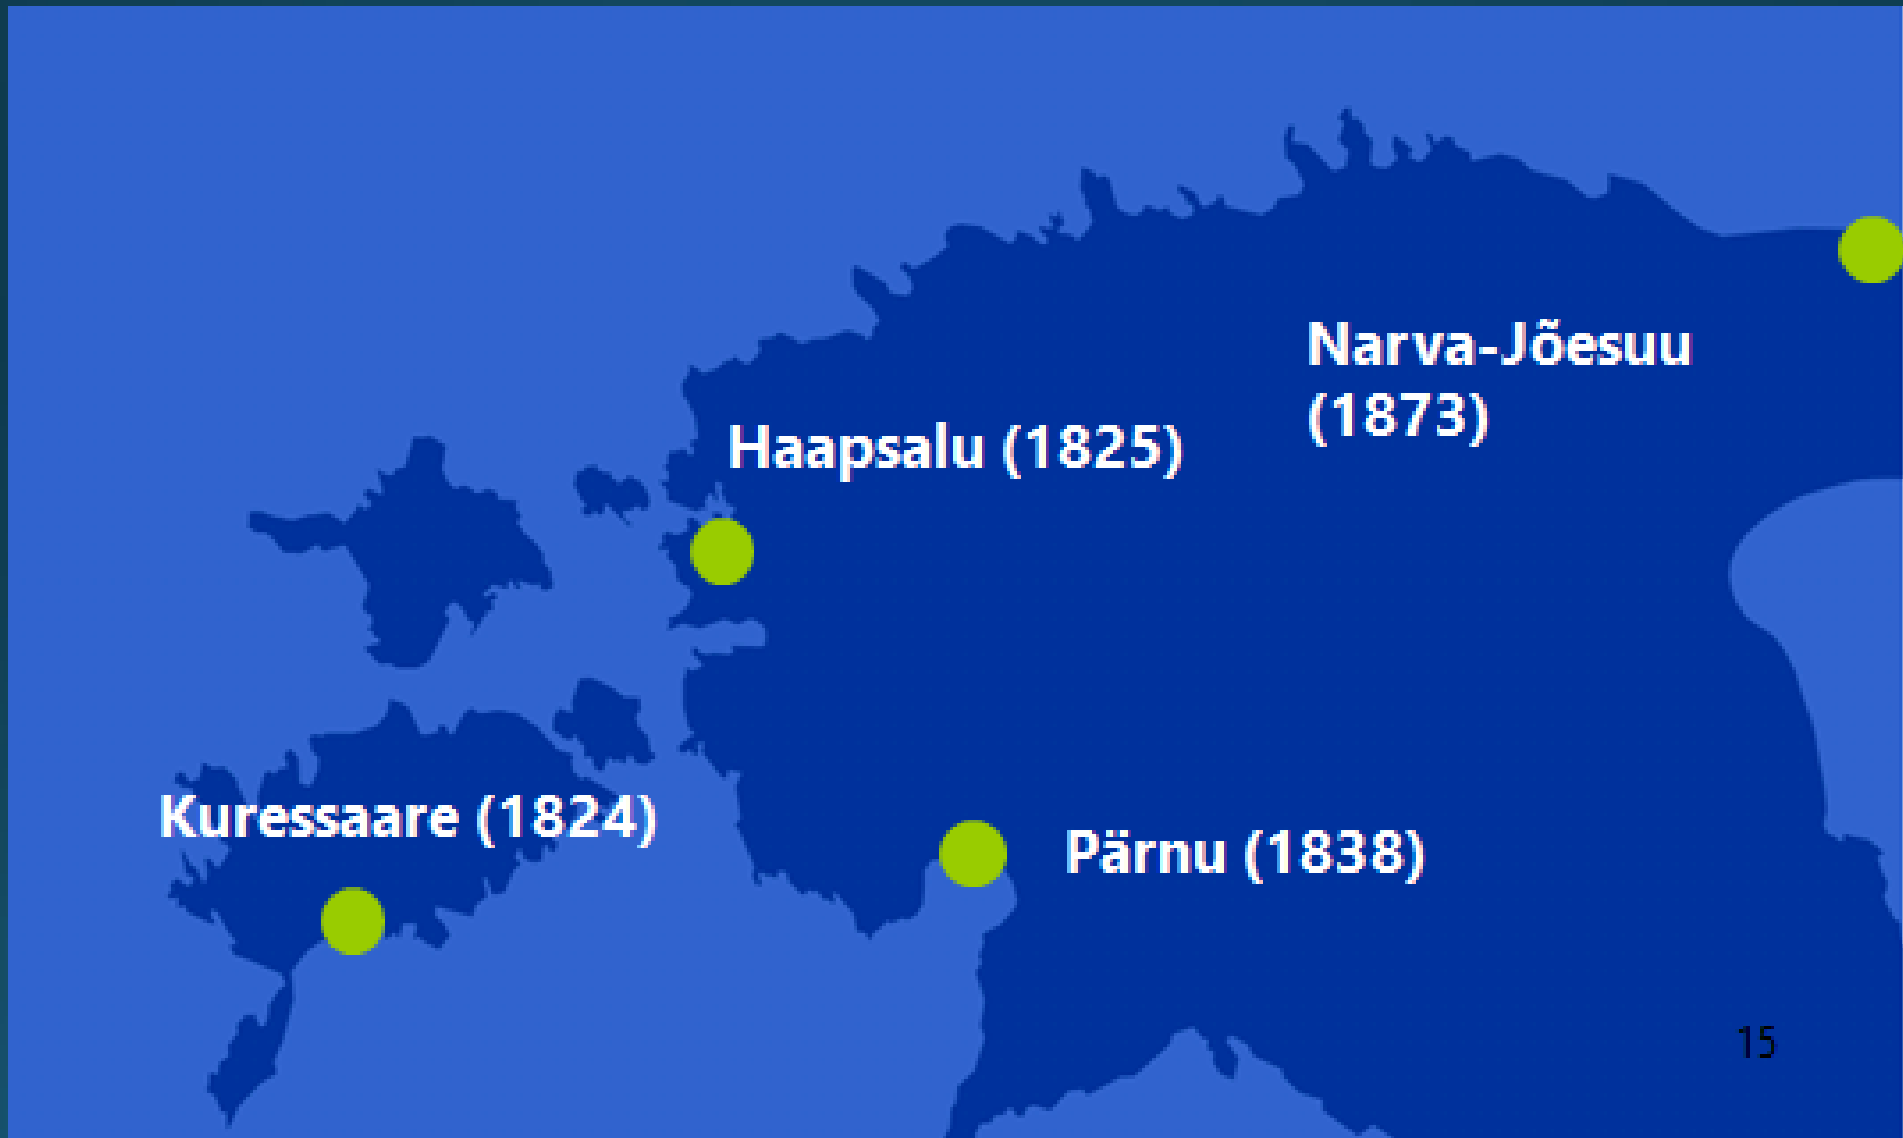 Narva-Jõesuu
(1873)
Haapsalu (1825)
Kuressaare (1824)
Pärnu (1838)
15